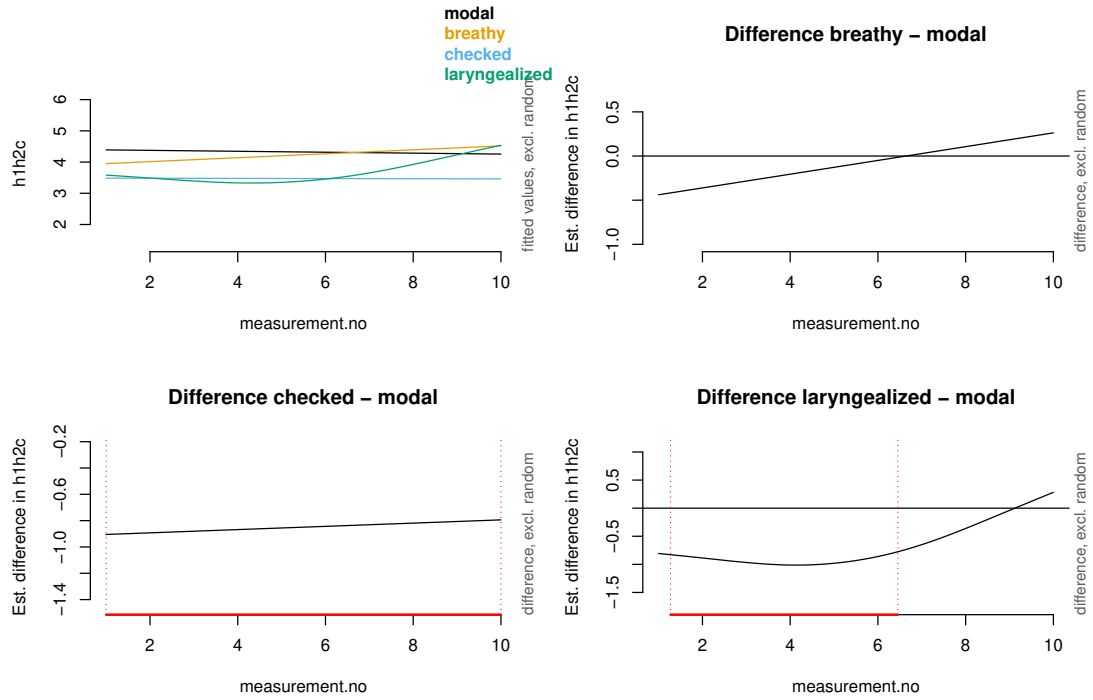 modal
breathy
checked
laryngealized
h1h2c
2
3
4
5
6
2 4 6 8 10
measurement.no
fitted values, excl. random
Difference breathy – modal
Est. difference in h1h2c
−1.0
0.0
0.5
2 4 6 8 10
measurement.no
difference, excl. random
Difference checked – modal
Est. difference in h1h2c
−1.4
−1.0
−0.6
−0.2
2 4 6 8 10
measurement.no
difference, excl. random
Difference laryngealized – modal
Est. difference in h1h2c
−1.5
−0.5
0.5
2 4 6 8 10
measurement.no
difference, excl. random